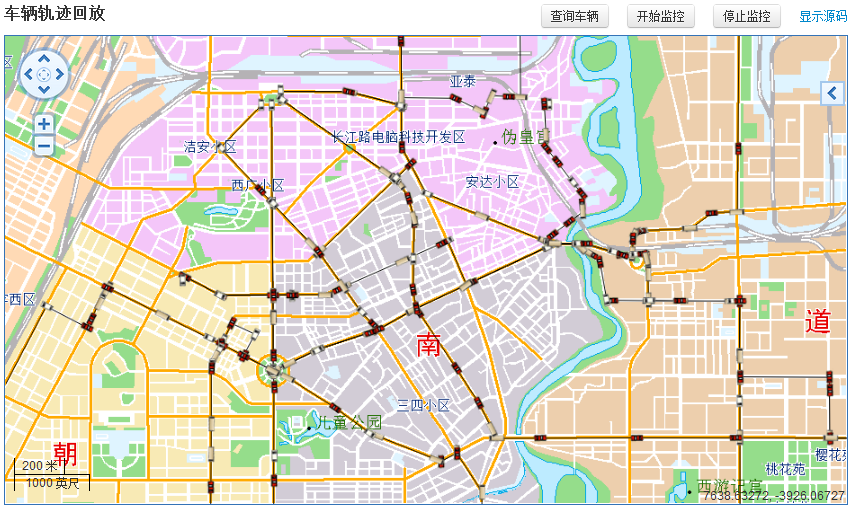 车辆轨迹回放
查询车辆 开始监控 停止监控 显示源码
区
亚泰
长江路电脑科技开发区
伪皇宫
洁安小区
安达小区
西广小区
西区
道
南
三四小区
儿童公园
朝
樱花苑
桃花苑
200 米
1000 英尺
西游记宫
7638.63272, -3926.06727